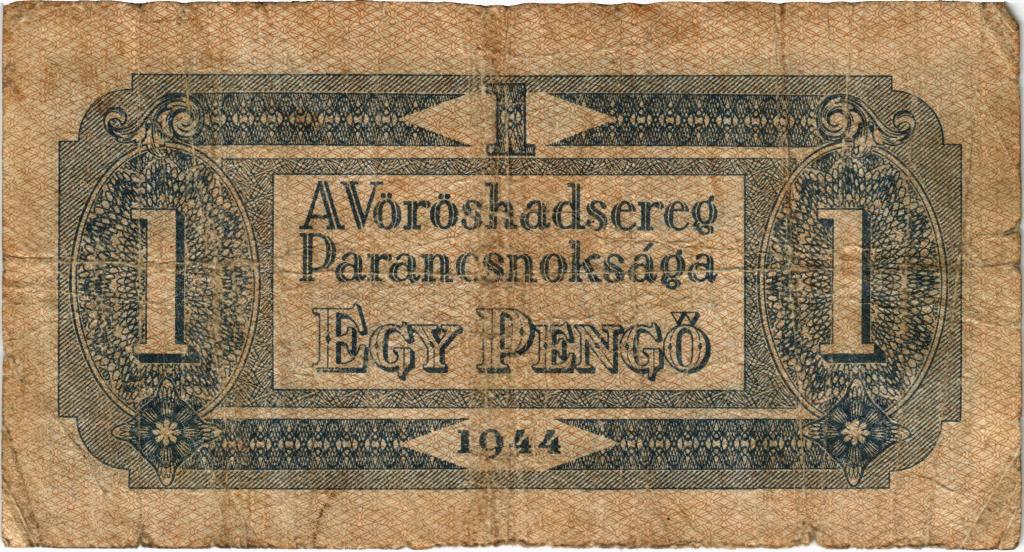 1
A Vöröshadsereg
Parancsnoksága
1 1
EGY PENGŐ
1944